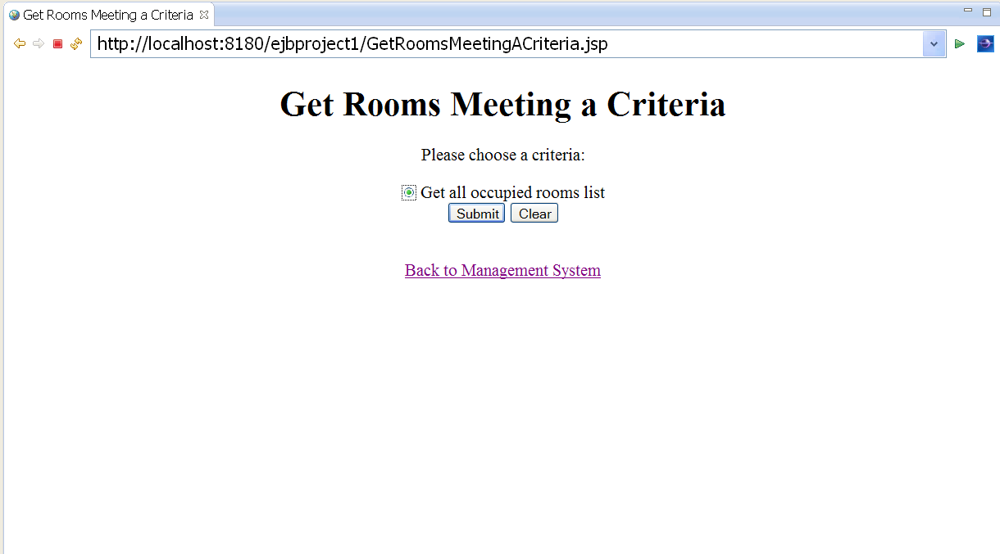 Get Rooms Meeting a Criteria
http://localhost:8180/ejbproject1/GetRoomsMeetingACriteria.jsp
Get Rooms Meeting a Criteria
Please choose a criteria:
Get all occupied rooms list
Submit Clear
Back to Management System